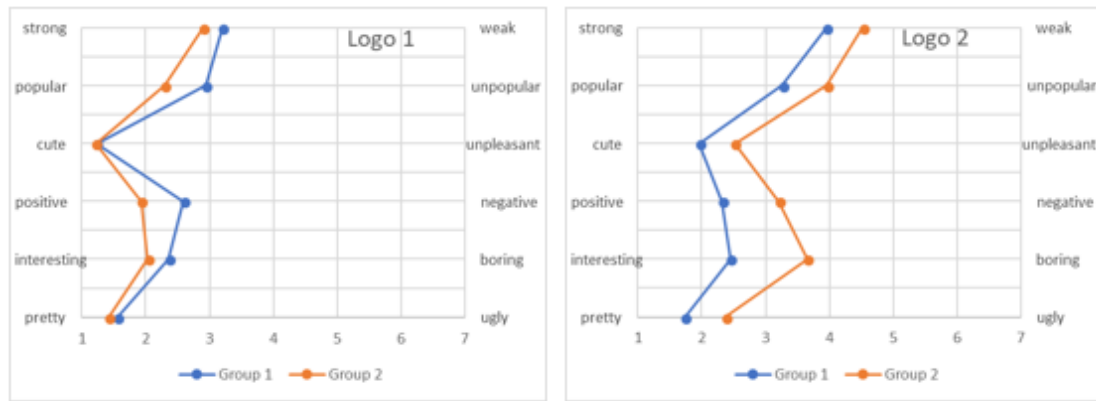 Logo 1
strong weak
popular unpopular
cute unpleasant
positive negative
interesting boring
pretty ugly
1 2 3 4 5 6 7
Group 1 Group 2
Logo 2
strong weak
popular unpopular
cute unpleasant
positive negative
interesting boring
pretty ugly
1 2 3 4 5 6 7
Group 1 Group 2